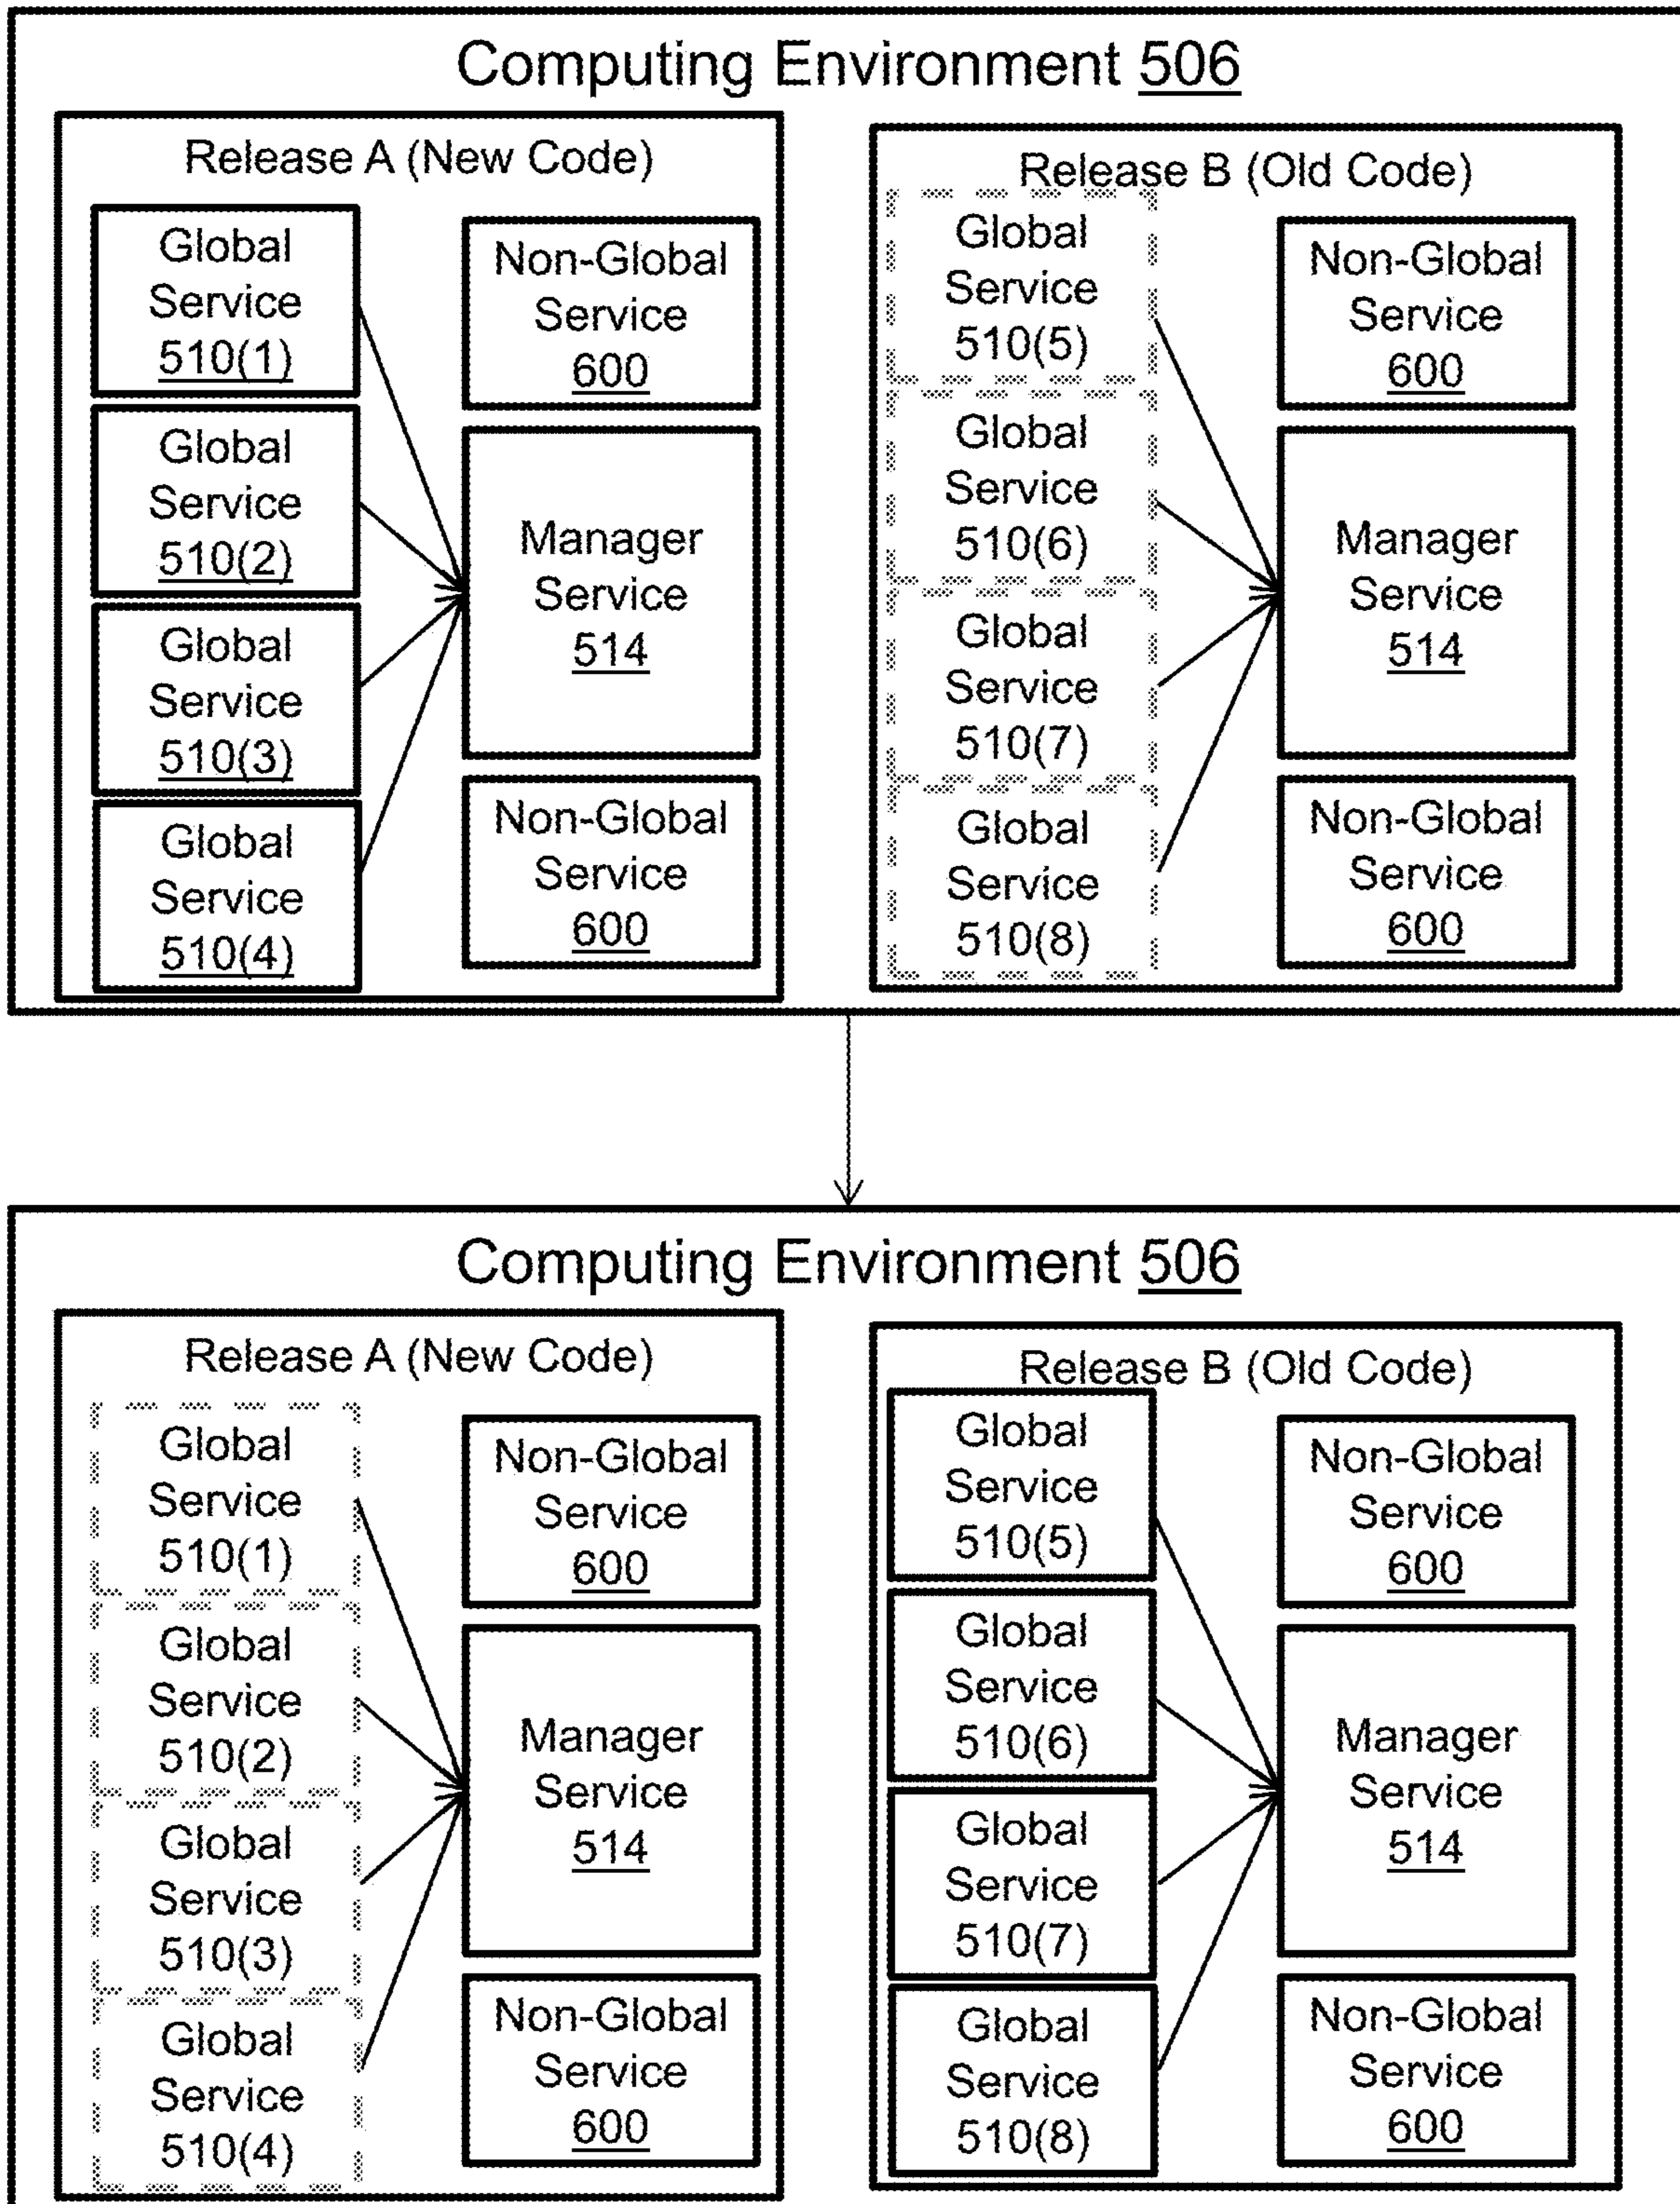 Computing Environment 506
Release A (New Code)
Global
Service
510(1)
Global
Service
510(2)
Global
Service
510(3)
Global
Service
510(4)
Non-Global
Service
600
Manager
Service
514
Non-Global
Service
600
Release B (Old Code)
Global
Service
510(5)
Global
Service
510(6)
Global
Service
510(7)
Global
Service
510(8)
Non-Global
Service
600
Manager
Service
514
Non-Global
Service
600
Computing Environment 506
Release A (New Code)
Global
Service
510(1)
Global
Service
510(2)
Global
Service
510(3)
Global
Service
510(4)
Non-Global
Service
600
Manager
Service
514
Non-Global
Service
600
Release B (Old Code)
Global
Service
510(5)
Global
Service
510(6)
Global
Service
510(7)
Global
Service
510(8)
Non-Global
Service
600
Manager
Service
514
Non-Global
Service
600